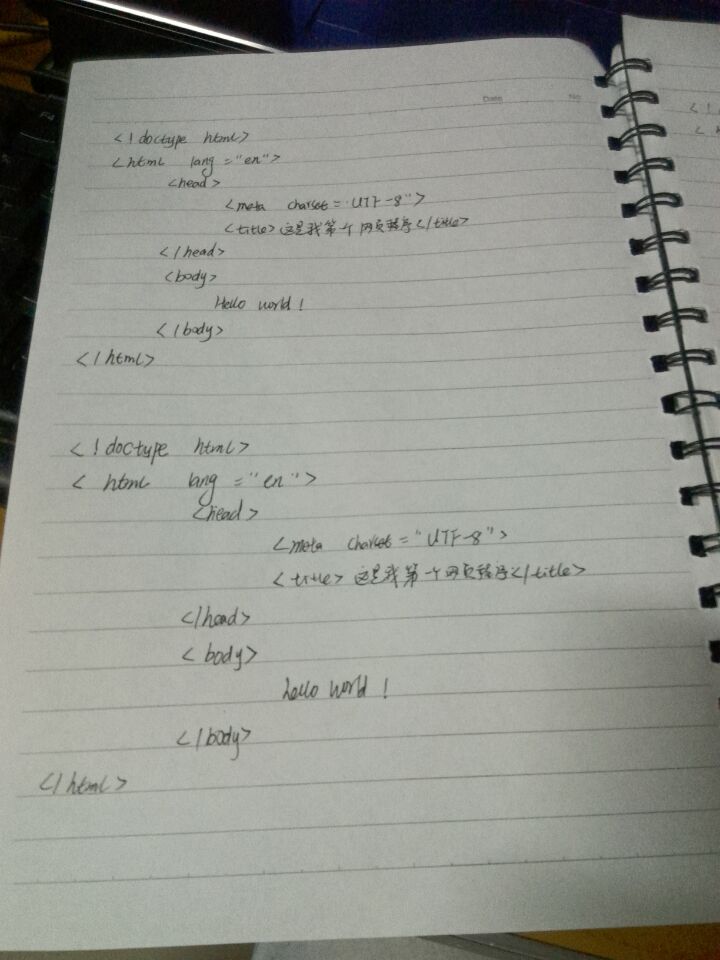 Date No
<!doctype html>
<html lang="en">
<head>
<meta charset="UTF-8">
<title>这是我第一个网页程序</title>
</head>
<body>
Hello world!
</body>
</html>
<!doctype html>
<html lang="en">
<head>
<meta charset="UTF-8">
<title>这是我第一个网页程序</title>
</head>
<body>
hello world!
</body>
</html>